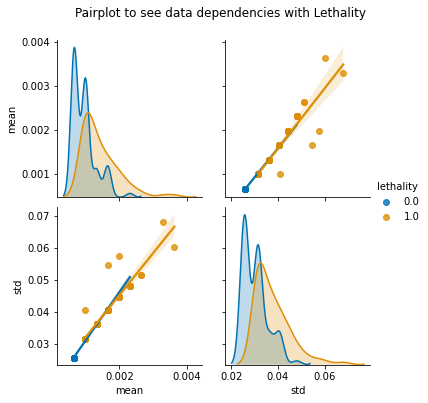 Pairplot to see data dependencies with Lethality
0.004
0.003
0.002
0.001
mean
lethality
0.0
1.0
0.07
0.06
0.05
0.04
0.03
std
0.002
0.004
0.02
0.04
0.06
mean
std